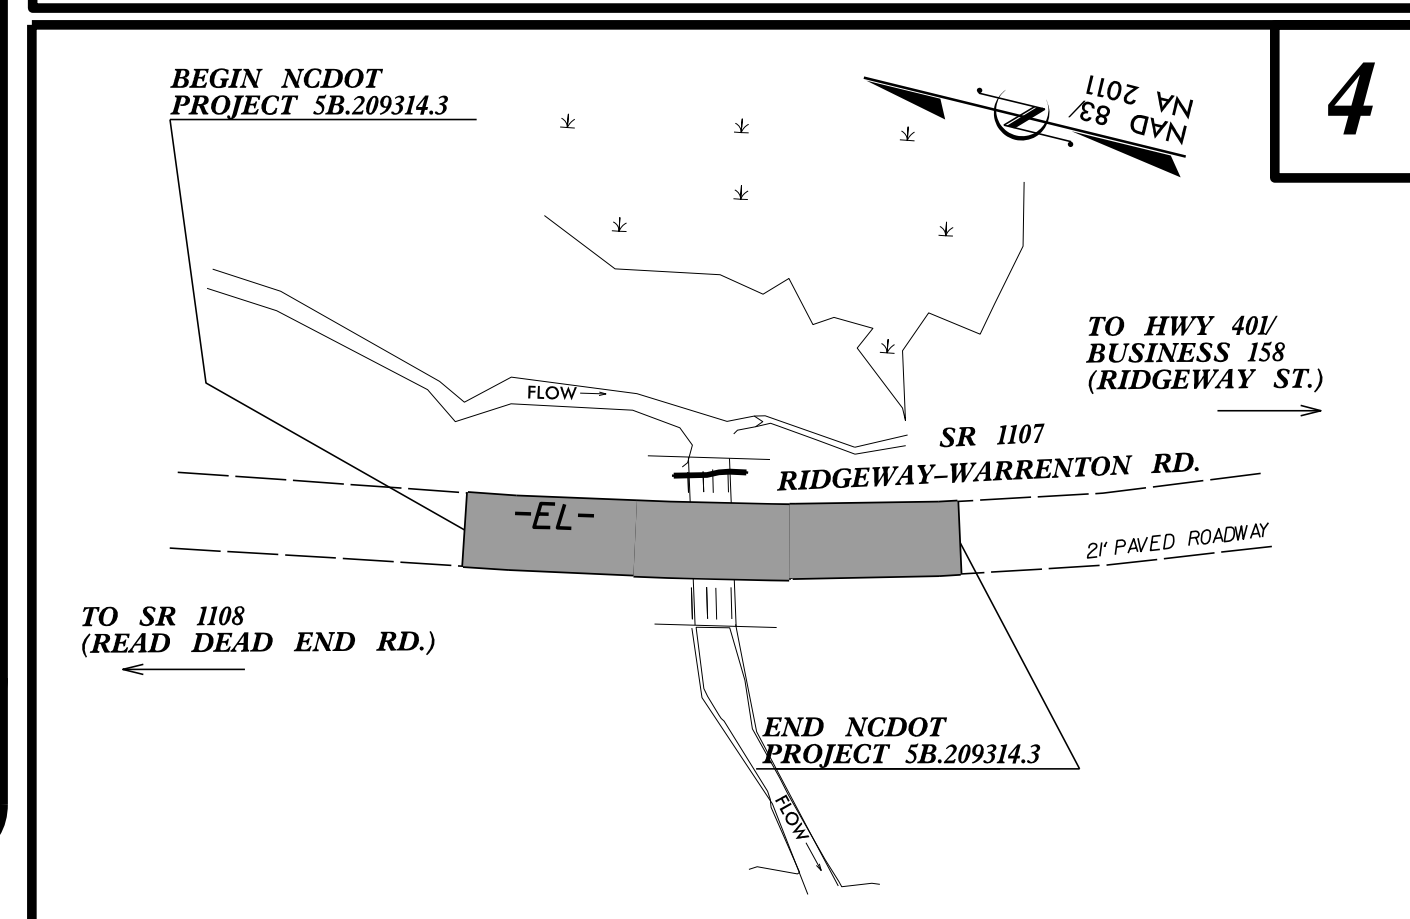 BEGIN NCDOT
PROJECT 5B.209314.3
NAD 83/
NA 2011
4
FLOW
TO HWY 401/
BUSINESS 158
(RIDGEWAY ST.)
SR 1107
RIDGEWAY-WARRENTON RD.
-EL-
21' PAVED ROADWAY
TO SR 1108
(READ DEAD END RD.)
END NCDOT
PROJECT 5B.209314.3
FLOW